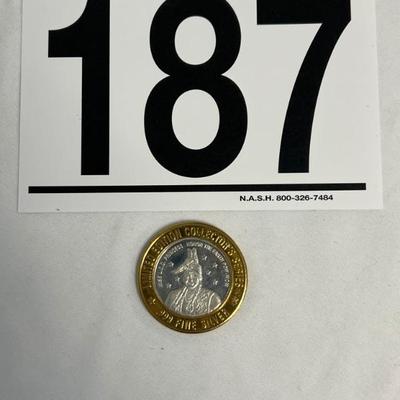 187
N.A.S.H. 800-326-7484
LIMITED EDITION COLLECTOR'S SERIES
.999 FINE SILVER